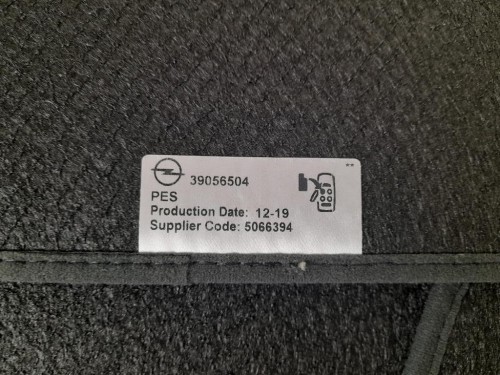 39056504
PES
Production Date: 12-19
Supplier Code: 5066394